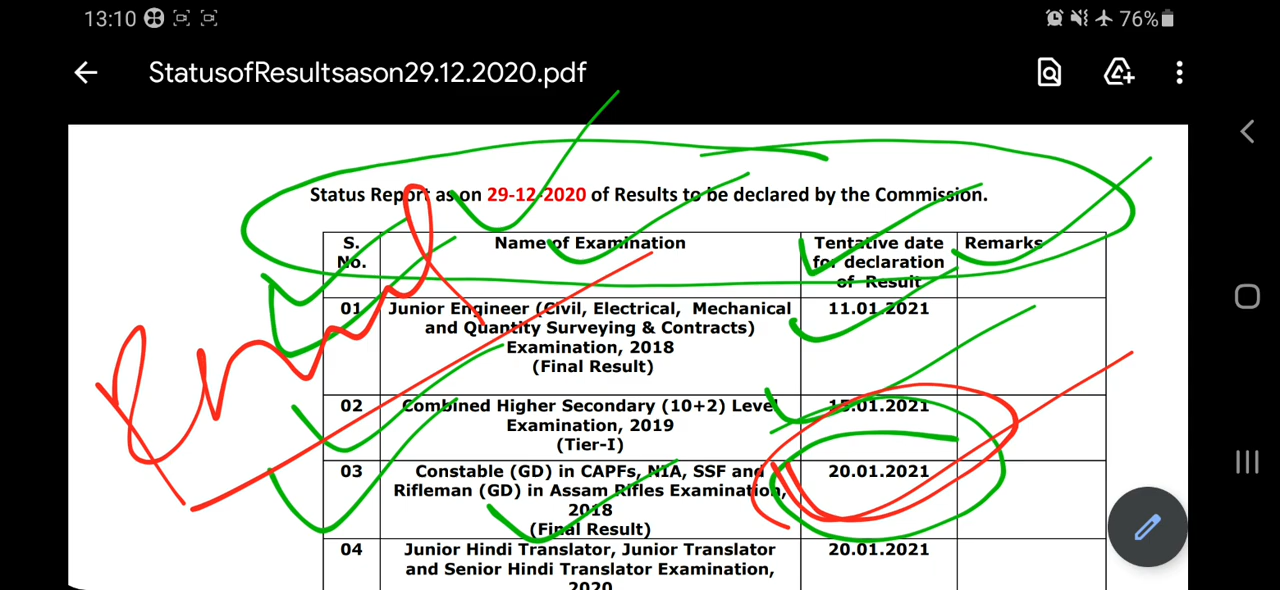 13:10
76%
StatusofResultsason29.12.2020.pdf
Status Report as on 29-12-2020 of Results to be declared by the Commission.
S. No.
Name of Examination
Tentative date for declaration of Result
Remarks
01
Junior Engineer (Civil, Electrical, Mechanical
and Quantity Surveying & Contracts)
Examination, 2018
(Final Result)
11.01.2021
02
Combined Higher Secondary (10+2) Level
Examination, 2019
(Tier-I)
15.01.2021
03
Constable (GD) in CAPFs, NIA, SSF and
Rifleman (GD) in Assam Rifles Examination,
2018
(Final Result)
20.01.2021
04
Junior Hindi Translator, Junior Translator
and Senior Hindi Translator Examination,
2020
20.01.2021